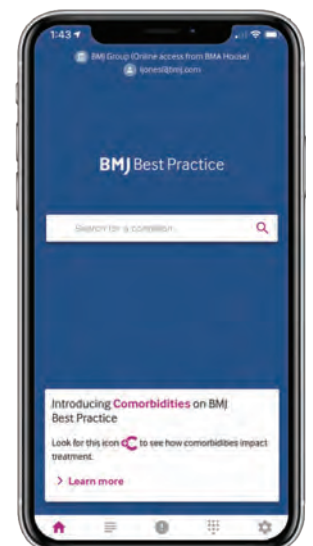 1:43
BMJ Group (Online access from BMA House)
ljones@bmj.com
BMJ Best Practice
Search for a condition...
Introducing Comorbidities on BMJ
Best Practice
Look for this icon to see how comorbidities impact
treatment.
> Learn more